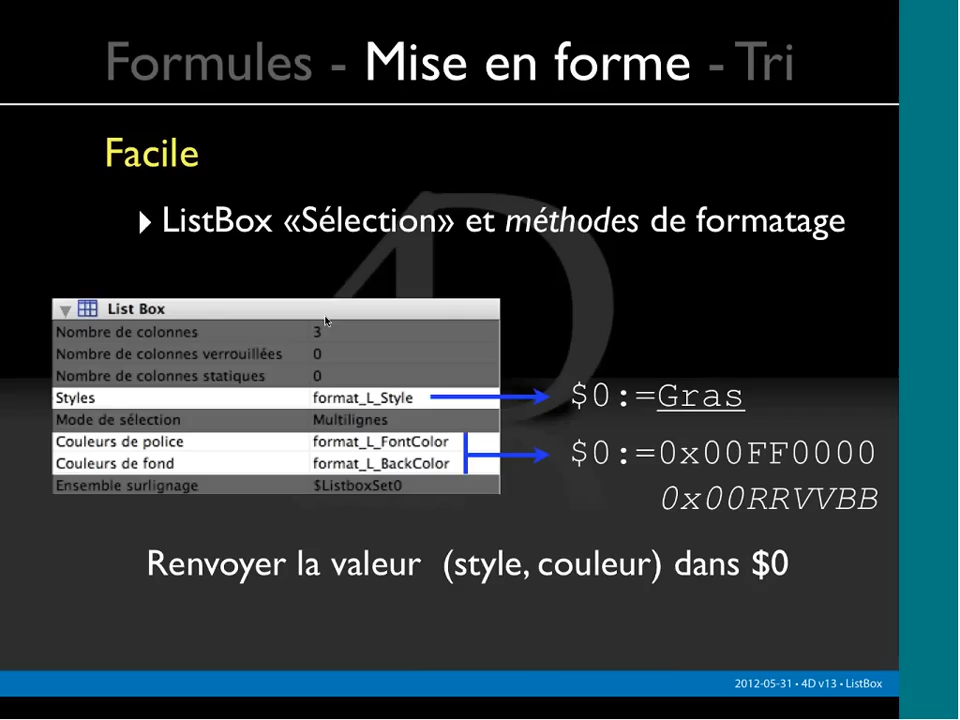 Formules - Mise en forme - Tri
Facile
ListBox «Sélection» et méthodes de formatage
List Box
Nombre de colonnes 3
Nombre de colonnes verrouillées 0
Nombre de colonnes statiques 0
Styles format_L_Style
Mode de sélection Multilignes
Couleurs de police format_L_FontColor
Couleurs de fond format_L_BackColor
Ensemble surlignage $ListboxSet0
$0:=Gras
$0:=0x00FF0000
0x00RRVVBB
Renvoyer la valeur (style, couleur) dans $0
2012-05-31 • 4D v13 • ListBox